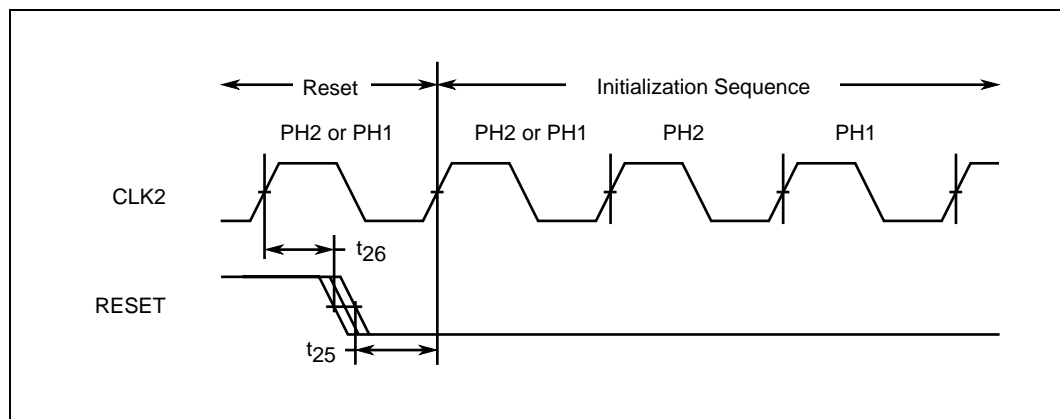 Reset
Initialization Sequence
PH2 or PH1
PH2 or PH1
PH2
PH1
CLK2
t26
RESET
t25